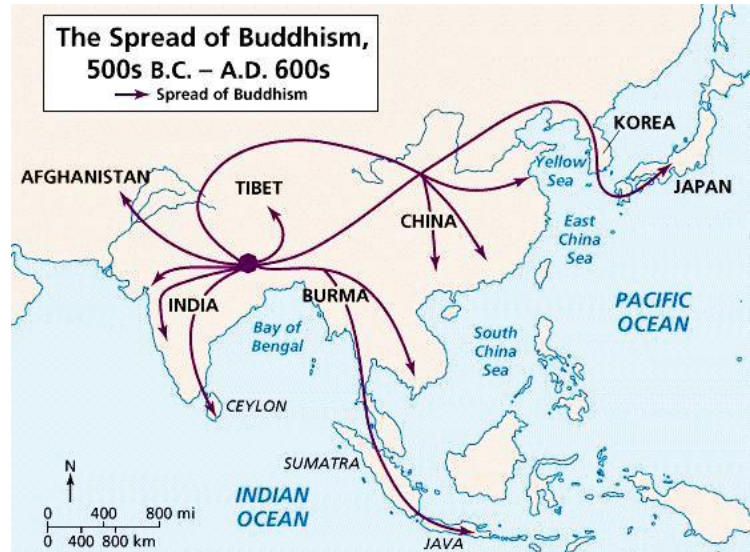 The Spread of Buddhism,
500s B.C. – A.D. 600s
Spread of Buddhism
KOREA
AFGHANISTAN
TIBET
Yellow
Sea
JAPAN
CHINA
East
China
Sea
INDIA
BURMA
PACIFIC
OCEAN
Bay of
Bengal
South
China
Sea
CEYLON
SUMATRA
N
INDIAN
OCEAN
0 400 800 mi
0 400 800 km
JAVA